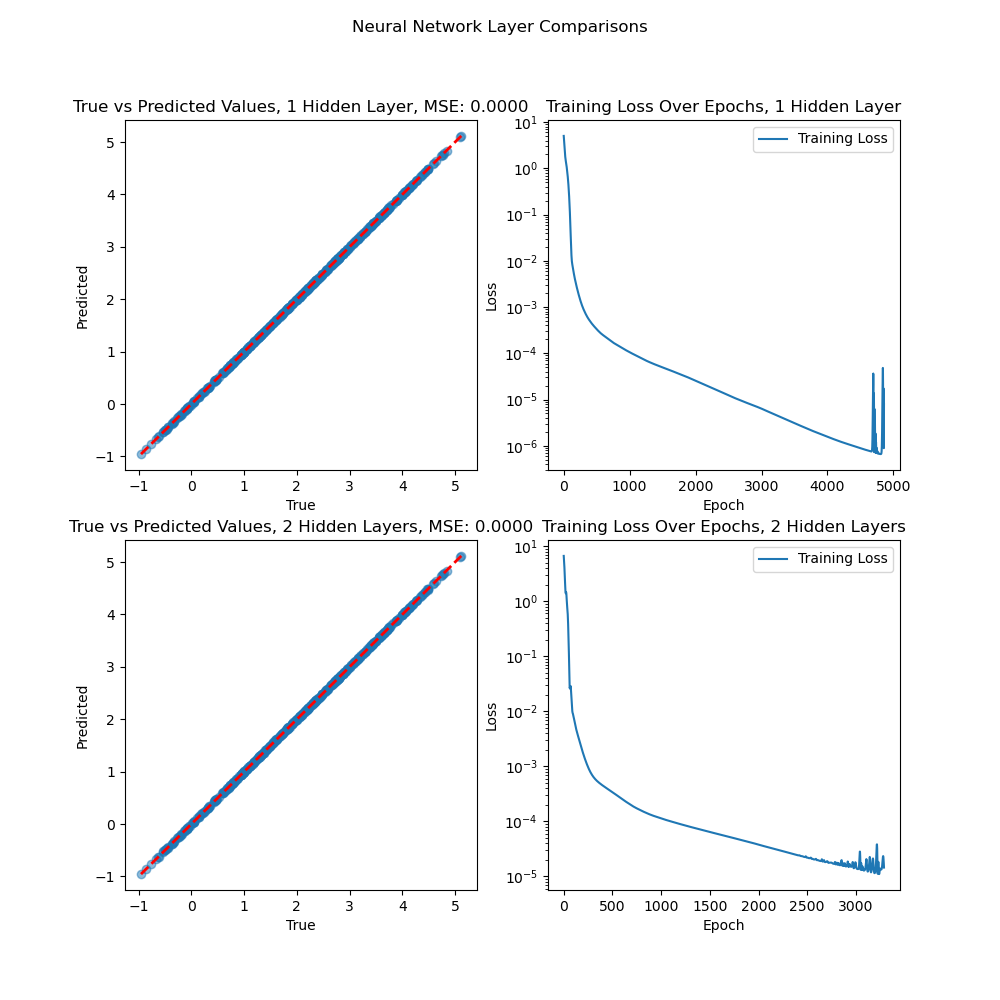 Neural Network Layer Comparisons
True vs Predicted Values, 1 Hidden Layer, MSE: 0.0000
5
4
3
2
1
0
−1
Predicted
−1 0 1 2 3 4 5
True
Training Loss Over Epochs, 1 Hidden Layer
Training Loss
10¹
10⁰
10⁻¹
10⁻²
10⁻³
10⁻⁴
10⁻⁵
10⁻⁶
Loss
0 1000 2000 3000 4000 5000
Epoch
True vs Predicted Values, 2 Hidden Layers, MSE: 0.0000
5
4
3
2
1
0
−1
Predicted
−1 0 1 2 3 4 5
True
Training Loss Over Epochs, 2 Hidden Layers
Training Loss
10¹
10⁰
10⁻¹
10⁻²
10⁻³
10⁻⁴
10⁻⁵
Loss
0 500 1000 1500 2000 2500 3000
Epoch